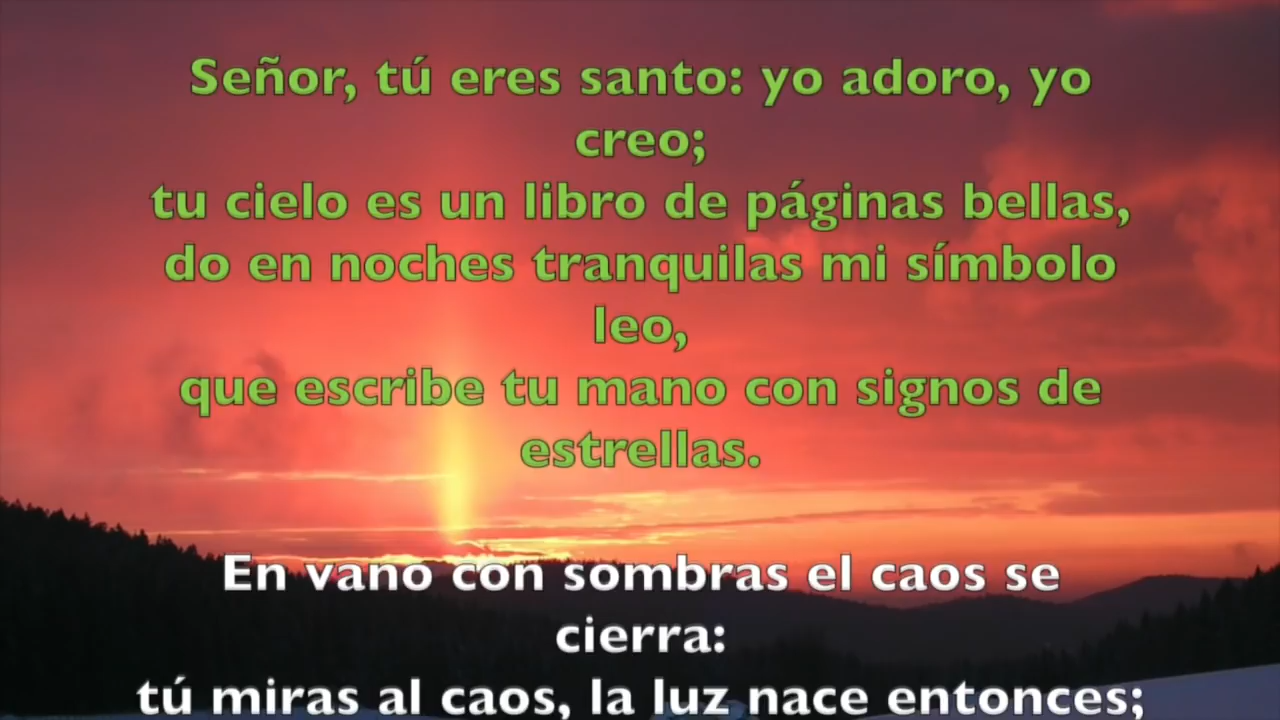 Señor, tú eres santo: yo adoro, yo
creo;
tu cielo es un libro de páginas bellas,
do en noches tranquilas mi símbolo
leo,
que escribe tu mano con signos de
estrellas.
En vano con sombras el caos se
cierra:
tú miras al caos, la luz nace entonces;